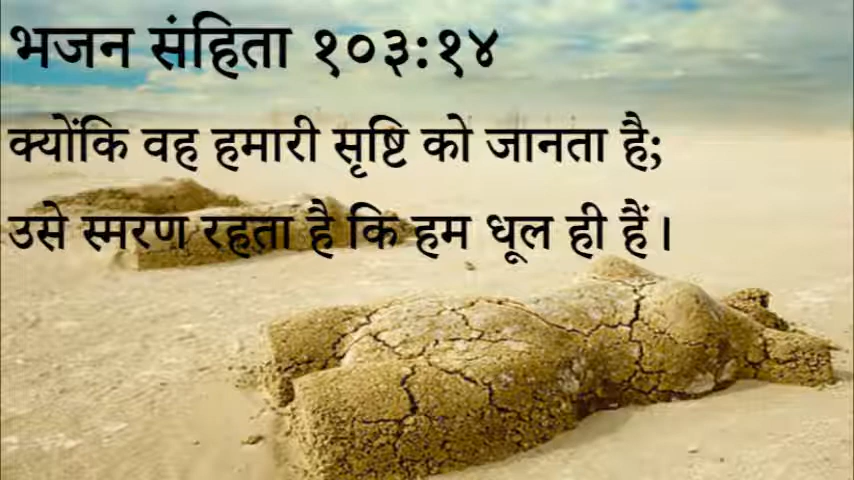 भजन संहिता १०३:१४
क्योंकि वह हमारी सृष्टि को जानता है;
उसे स्मरण रहता है कि हम धूल ही हैं।